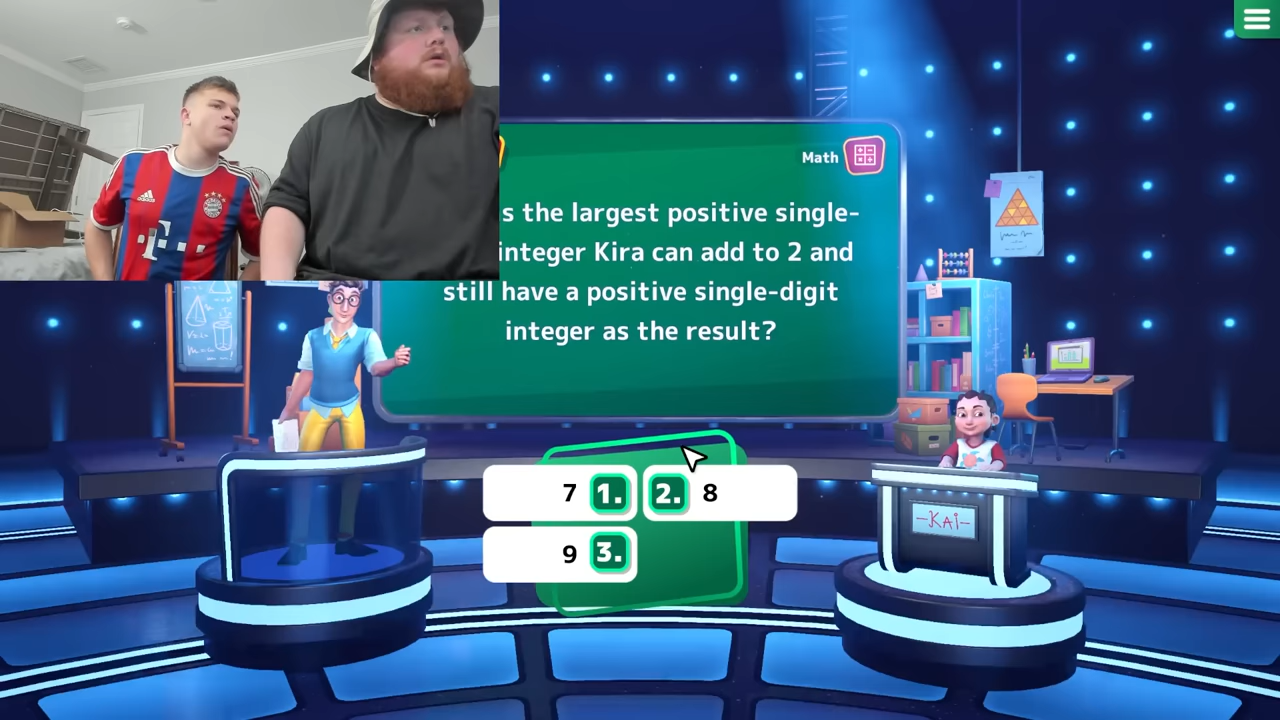 Math
s the largest positive single-
integer Kira can add to 2 and
still have a positive single-digit
integer as the result?
7 1. 2. 8
9 3.
-KAi-
T